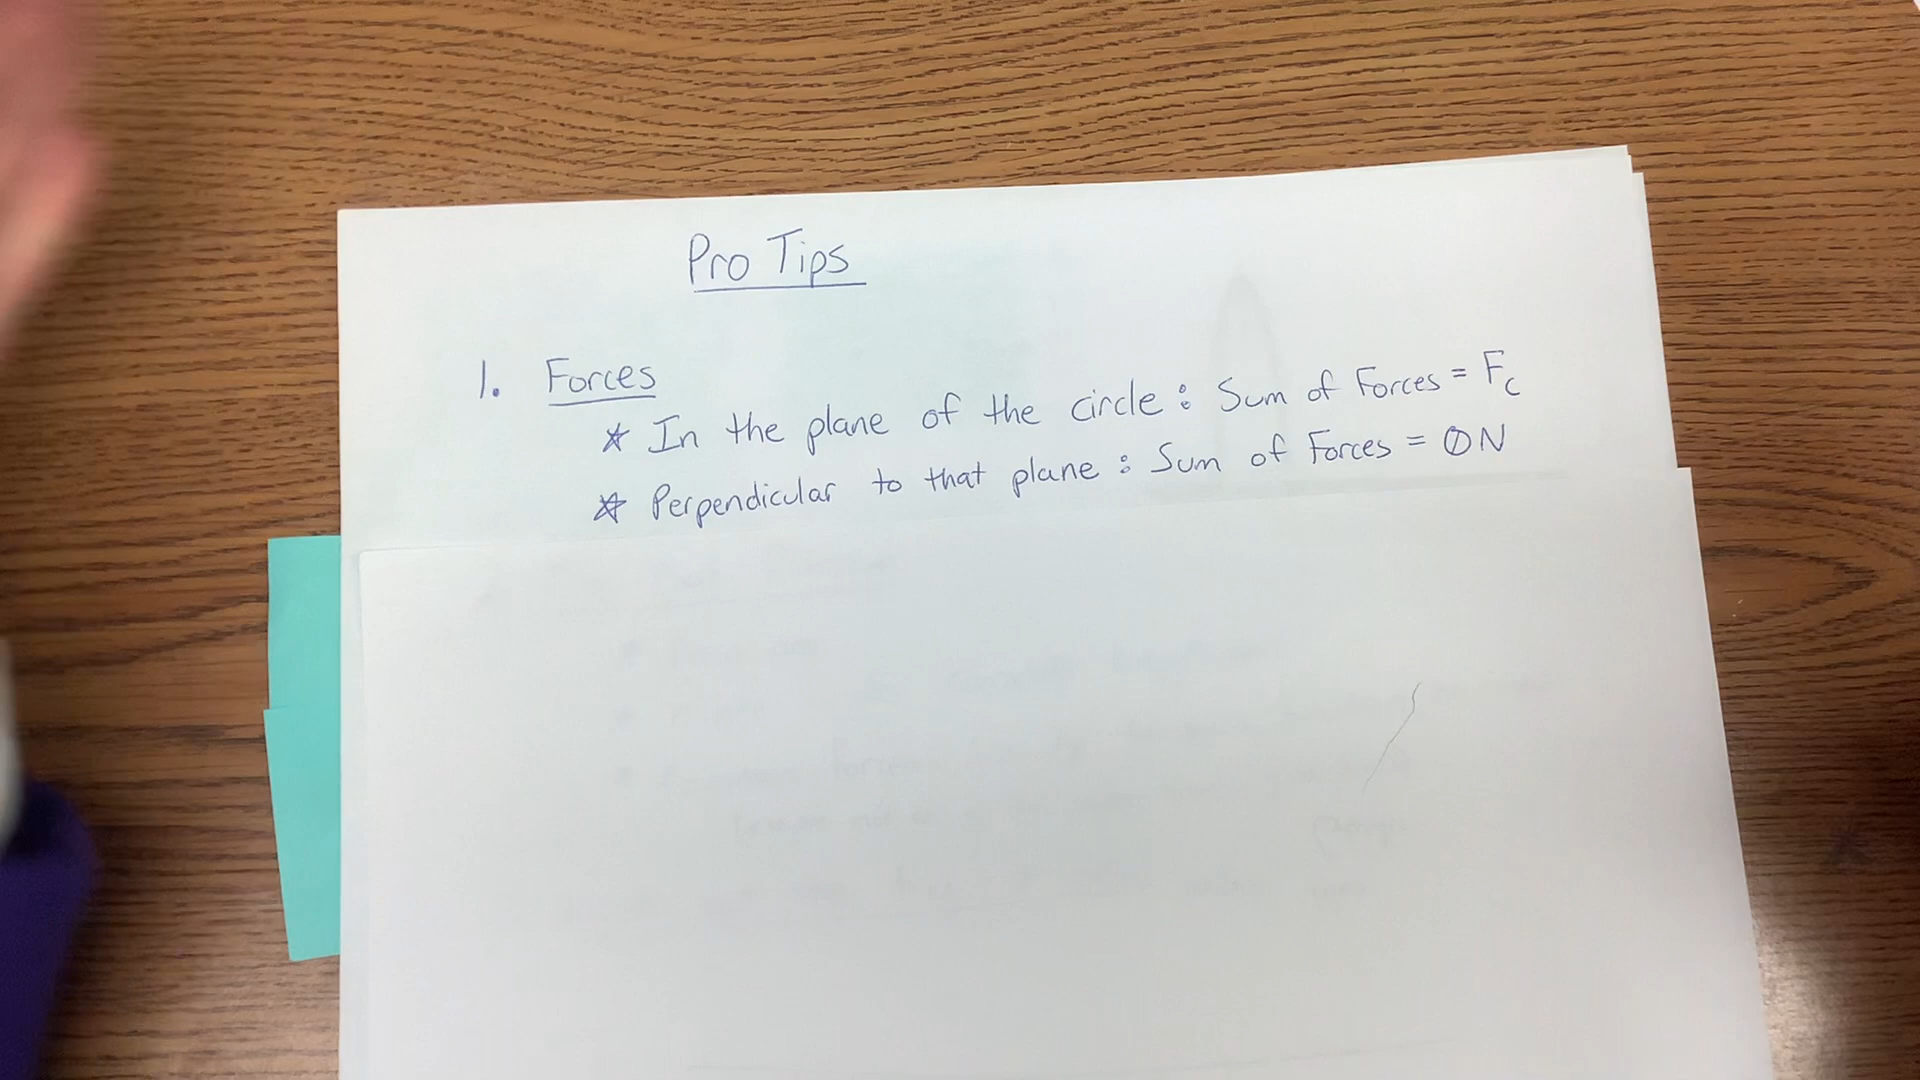 Pro Tips
1. Forces
* In the plane of the circle : Sum of Forces = Fc
* Perpendicular to that plane : Sum of Forces = 0 N